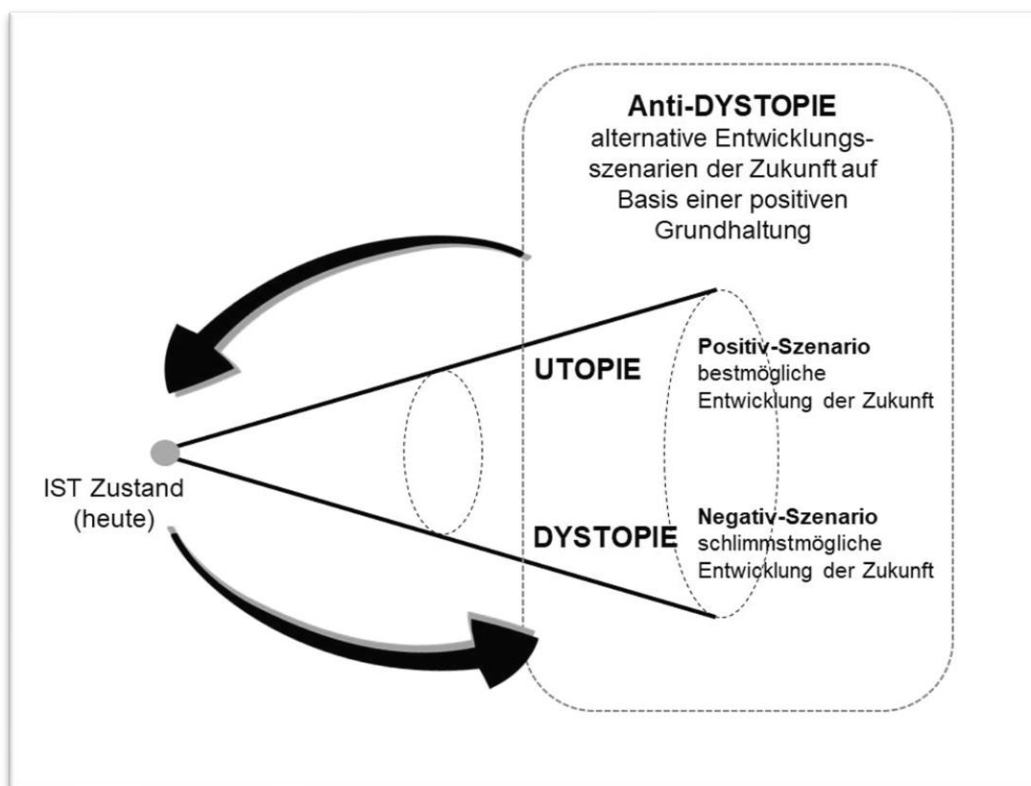 Anti-DYSTOPIE
alternative Entwicklungs-
szenarien der Zukunft auf
Basis einer positiven
Grundhaltung
UTOPIE
Positiv-Szenario
bestmögliche
Entwicklung der Zukunft
IST Zustand
(heute)
DYSTOPIE
Negativ-Szenario
schlimmstmögliche
Entwicklung der Zukunft